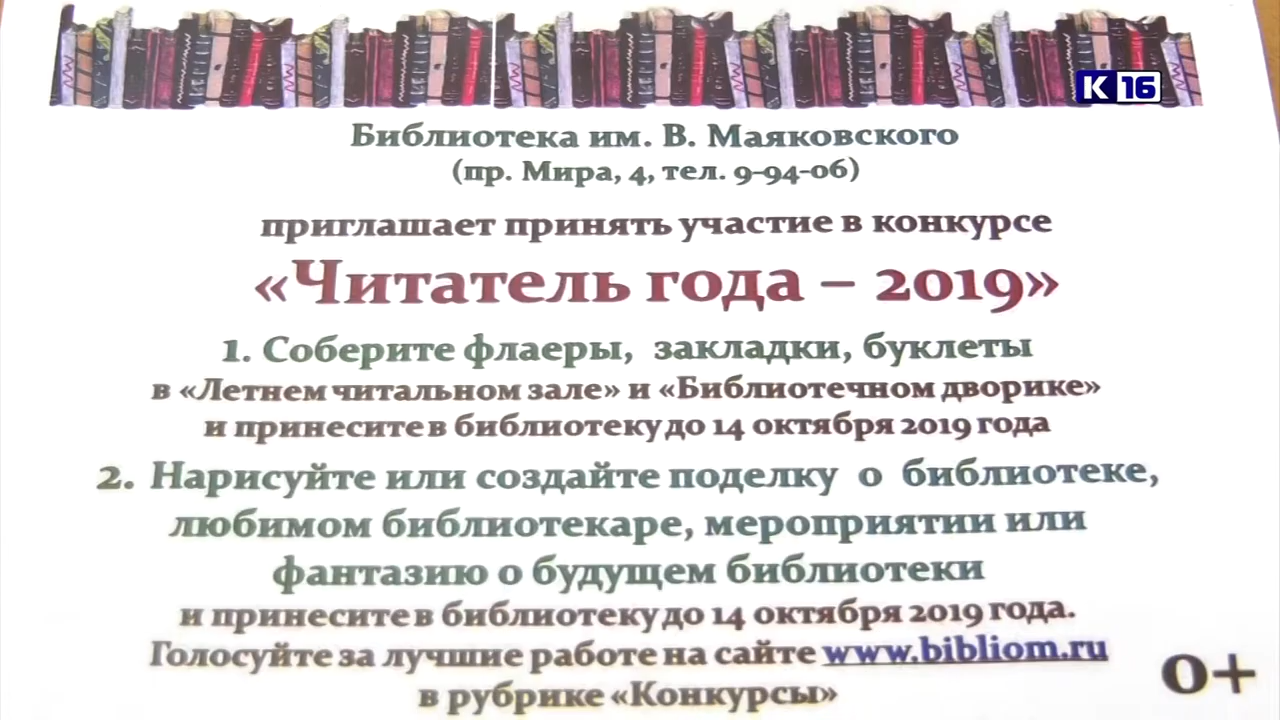 К 16
Библиотека им. В. Маяковского
(пр. Мира, 4, тел. 9-94-06)
приглашает принять участие в конкурсе
«Читатель года – 2019»
1. Соберите флаеры, закладки, буклеты
в «Летнем читальном зале» и «Библиотечном дворике»
и принесите в библиотеку до 14 октября 2019 года
2. Нарисуйте или создайте поделку о библиотеке,
любимом библиотекаре, мероприятии или
фантазию о будущем библиотеки
и принесите в библиотеку до 14 октября 2019 года.
Голосуйте за лучшие работе на сайте www.bibliom.ru
в рубрике «Конкурсы»
0+